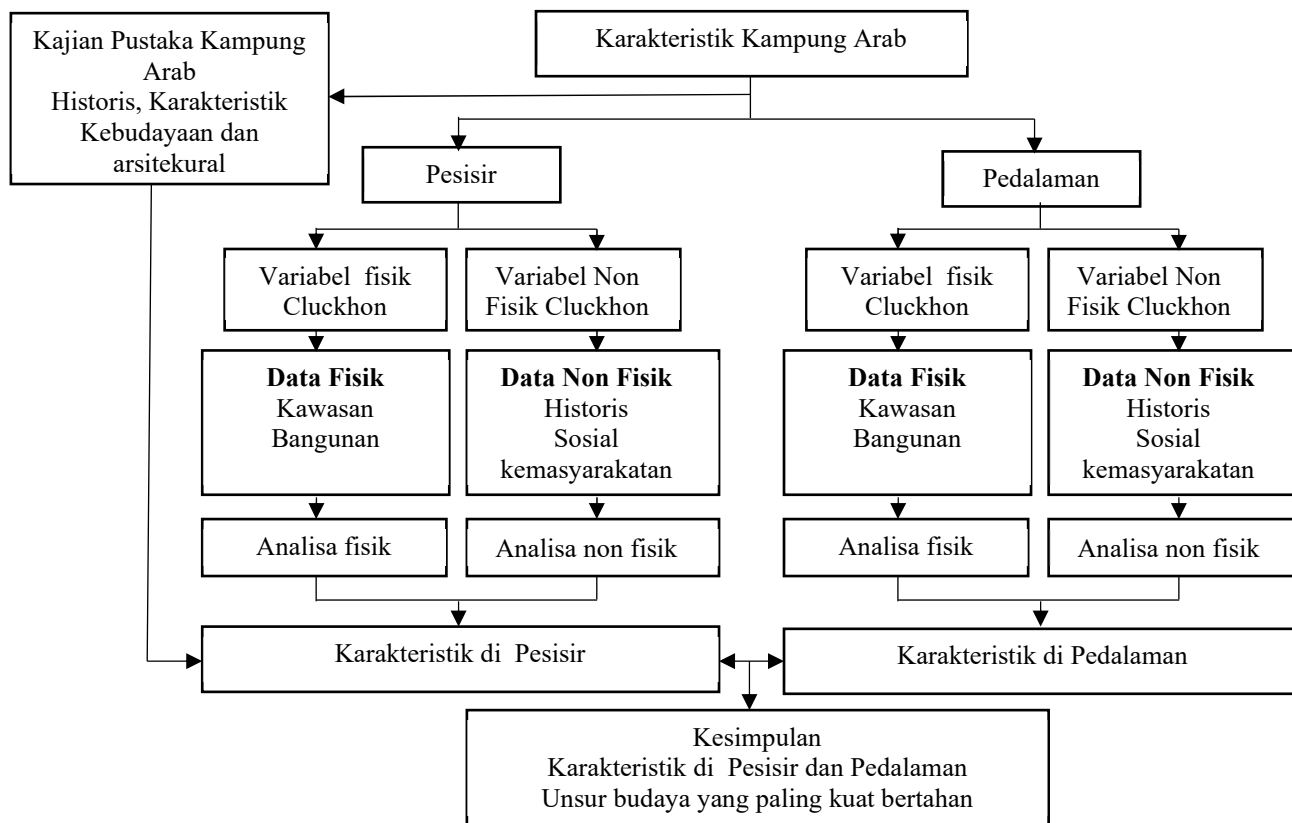 Kajian Pustaka Kampung
Arab
Historis, Karakteristik
Kebudayaan dan
arsitekural
Karakteristik Kampung Arab
Pesisir
Pedalaman
Variabel fisik
Cluckhon
Variabel Non
Fisik Cluckhon
Variabel fisik
Cluckhon
Variabel Non
Fisik Cluckhon
Data Fisik
Kawasan
Bangunan
Data Non Fisik
Historis
Sosial
kemasyarakatan
Data Fisik
Kawasan
Bangunan
Data Non Fisik
Historis
Sosial
kemasyarakatan
Analisa fisik
Analisa non fisik
Analisa fisik
Analisa non fisik
Karakteristik di Pesisir
Karakteristik di Pedalaman
Kesimpulan
Karakteristik di Pesisir dan Pedalaman
Unsur budaya yang paling kuat bertahan